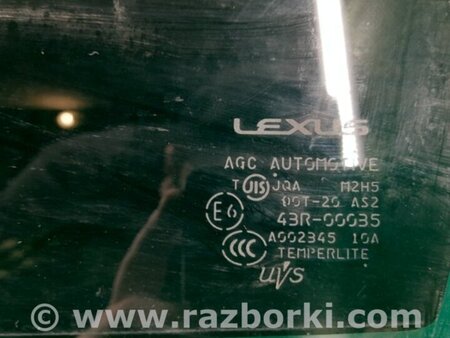 LEXUS
AGC AUTOMOTIVE
T JIS JQA M2H5
DOT-20 AS2
E6 43R-00035
CCC A002345 10A
TEMPERLITE
UVS
© www.razborki.com